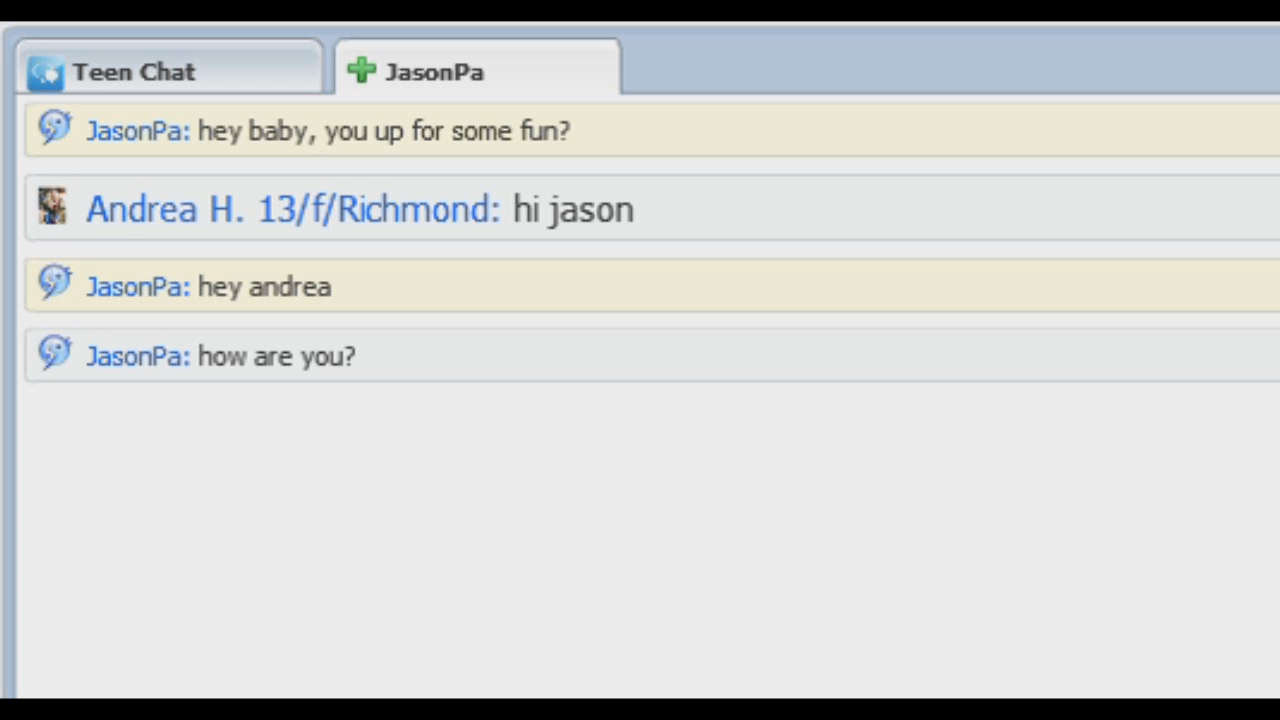 Teen Chat
JasonPa
JasonPa: hey baby, you up for some fun?
Andrea H. 13/f/Richmond: hi jason
JasonPa: hey andrea
JasonPa: how are you?